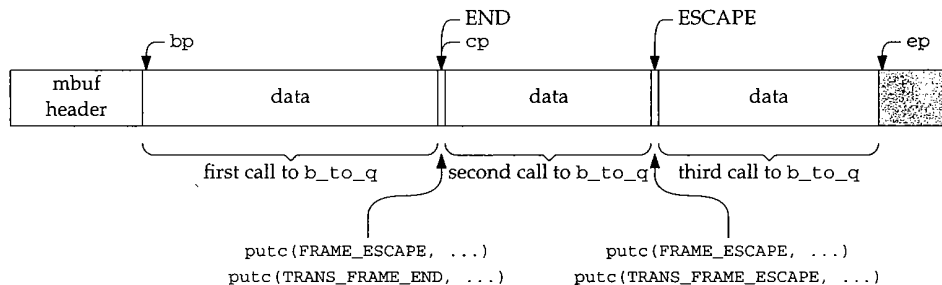 END ESCAPE
bp cp ep
mbuf
header data data data
first call to b_to_q second call to b_to_q third call to b_to_q
putc(FRAME_ESCAPE, ...) putc(FRAME_ESCAPE, ...)
putc(TRANS_FRAME_END, ...) putc(TRANS_FRAME_ESCAPE, ...)